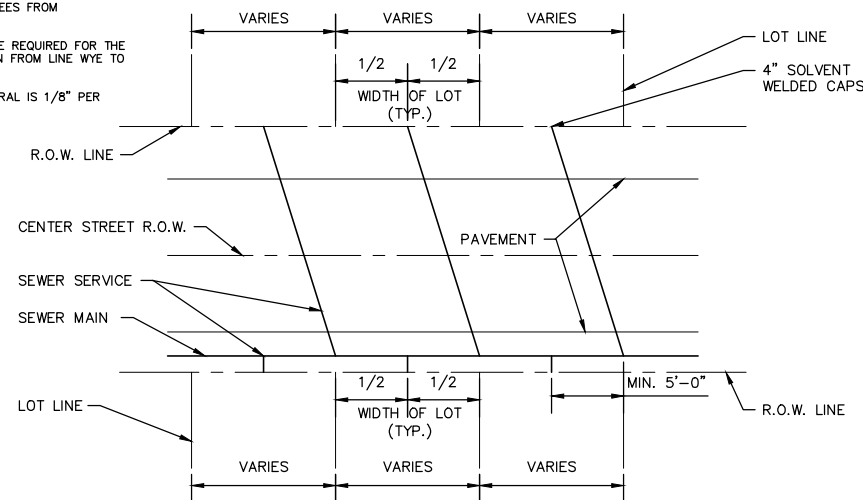 EES FROM
E REQUIRED FOR THE
N FROM LINE WYE TO
RAL IS 1/8" PER
VARIES
VARIES
VARIES
1/2
1/2
WIDTH OF LOT
(TYP.)
LOT LINE
4" SOLVENT
WELDED CAPS
R.O.W. LINE
CENTER STREET R.O.W.
PAVEMENT
SEWER SERVICE
SEWER MAIN
1/2
1/2
WIDTH OF LOT
(TYP.)
MIN. 5'-0"
LOT LINE
R.O.W. LINE
VARIES
VARIES
VARIES